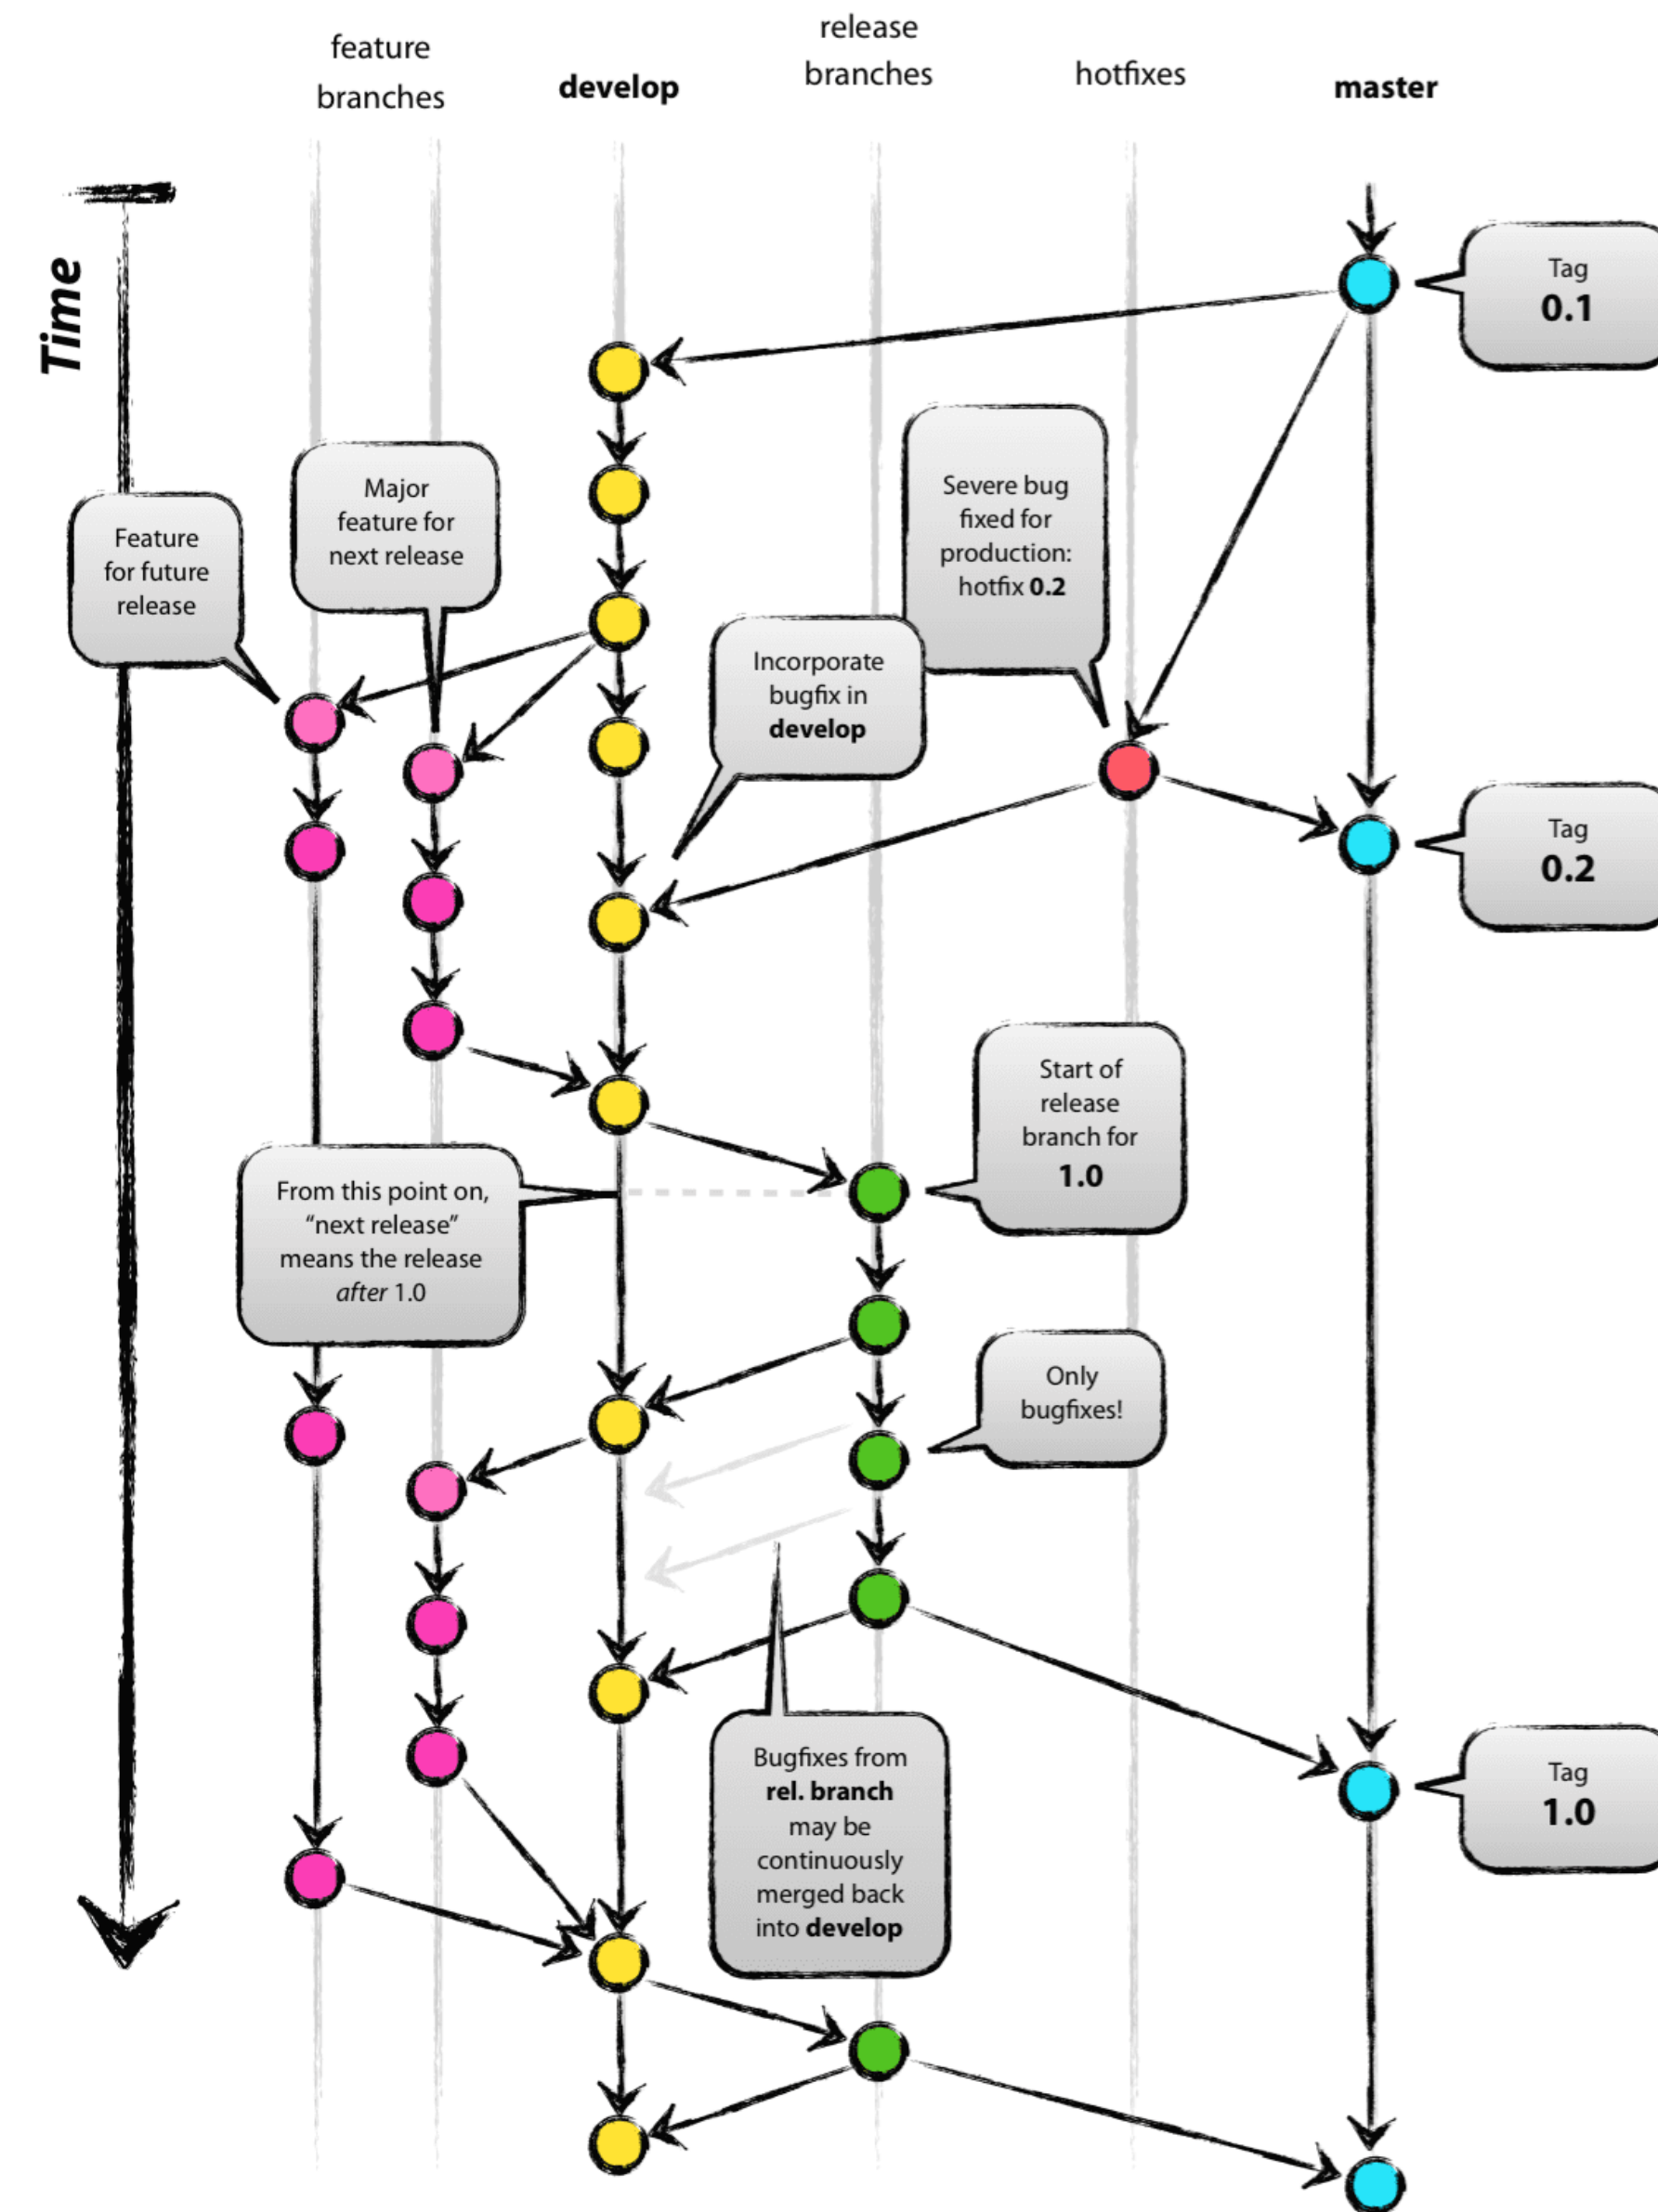 feature
branches
develop
release
branches
hotfixes
master
Time
Tag
0.1
Feature
for future
release
Major
feature for
next release
Severe bug
fixed for
production:
hotfix 0.2
Incorporate
bugfix in
develop
Tag
0.2
Start of
release
branch for
1.0
From this point on,
“next release”
means the release
after 1.0
Only
bugfixes!
Bugfixes from
rel. branch
may be
continuously
merged back
into develop
Tag
1.0